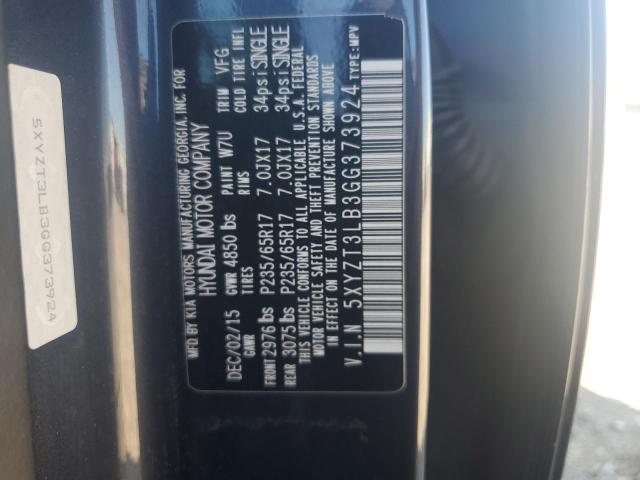 5XYZT3LB3GG373924
MFD BY KIA MOTORS MANUFACTURING GEORGIA, INC. FOR
HYUNDAI MOTOR COMPANY
DEC/02/15 GVWR 4850 lbs PAINT W7U TRIM VFG
GAWR TIRES RIMS COLD TIRE INFL
FRONT 2976 lbs P235/65R17 7.0JX17 34psi SINGLE
REAR 3075 lbs P235/65R17 7.0JX17 34psi SINGLE
THIS VEHICLE CONFORMS TO ALL APPLICABLE U.S.A. FEDERAL
MOTOR VEHICLE SAFETY AND THEFT PREVENTION STANDARDS
IN EFFECT ON THE DATE OF MANUFACTURE SHOWN ABOVE.
V.I.N 5XYZT3LB3GG373924 TYPE:MPV